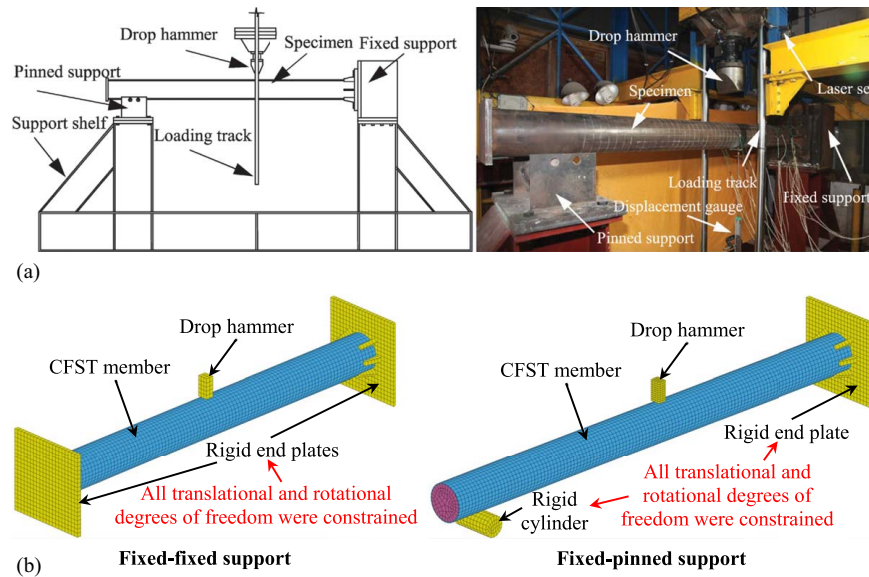 Drop hammer
Specimen
Fixed support
Pinned support
Support shelf
Loading track
Drop hammer
Specimen
Laser se
Loading track
Fixed support
Displacement gauge
Pinned support
(a)
Drop hammer
CFST member
Rigid end plates
All translational and rotational
degrees of freedom were constrained
Fixed-fixed support
Drop hammer
CFST member
Rigid end plate
All translational and
rotational degrees of
freedom were constrained
Rigid
cylinder
Fixed-pinned support
(b)